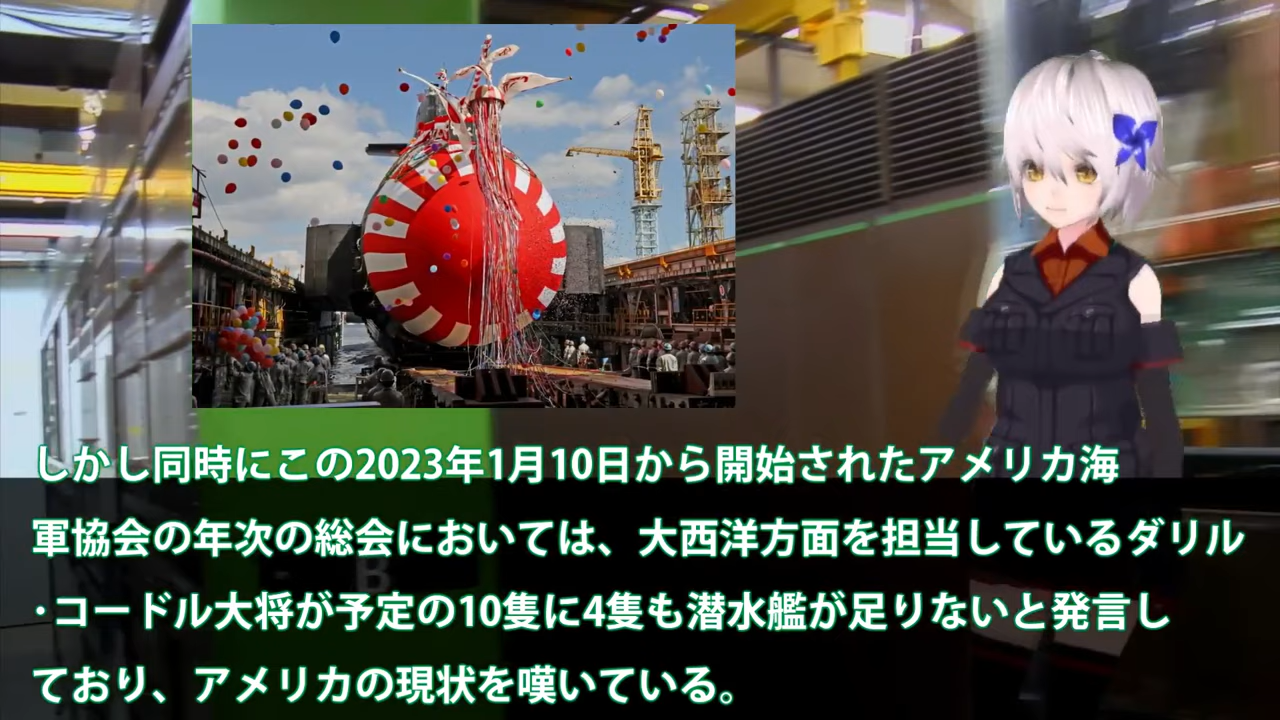 しかし同時にこの2023年1月10日から開始されたアメリカ海
軍協会の年次の総会においては、大西洋方面を担当しているダリル
・コードル大将が予定の10隻に4隻も潜水艦が足りないと発言し
ており、アメリカの現状を嘆いている。
B